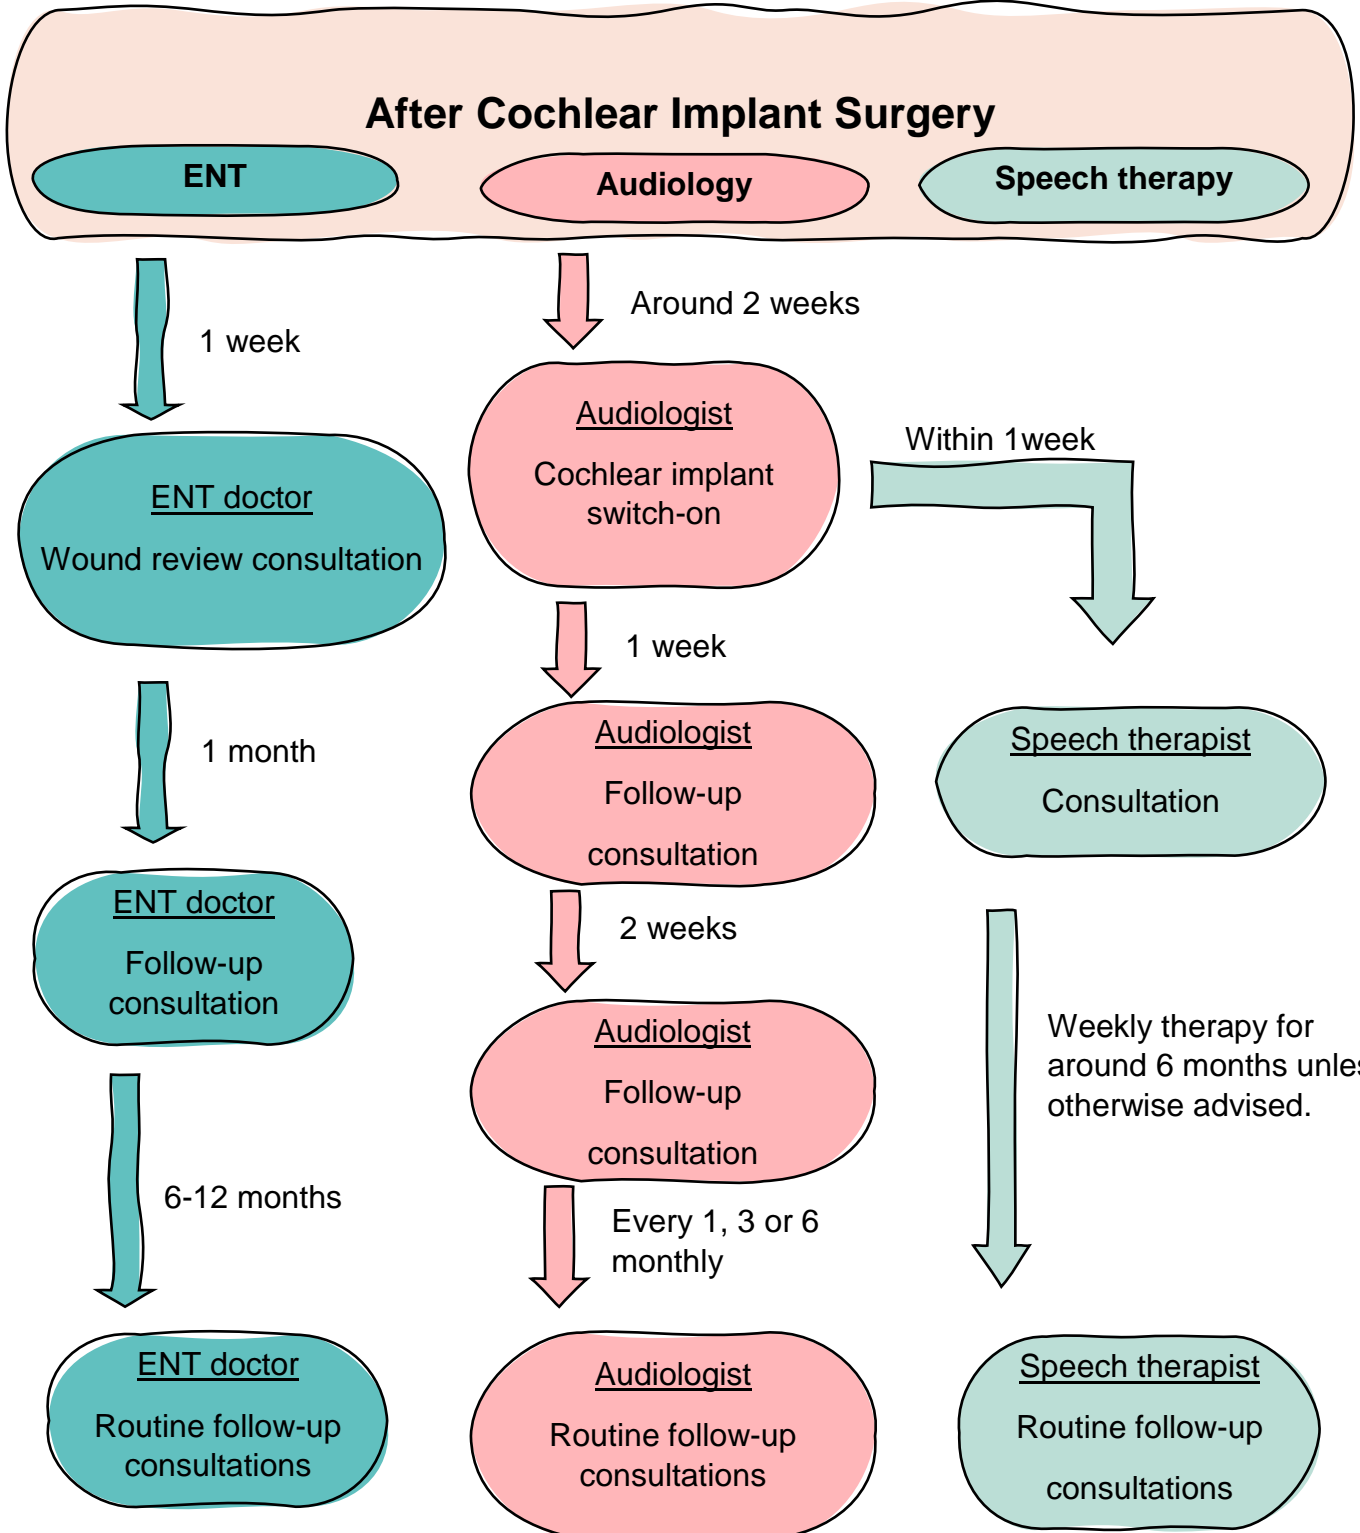 After Cochlear Implant Surgery
ENT
Audiology
Speech therapy
1 week
ENT doctor
Wound review consultation
1 month
ENT doctor
Follow-up
consultation
6-12 months
ENT doctor
Routine follow-up
consultations
Around 2 weeks
Audiologist
Cochlear implant
switch-on
1 week
Audiologist
Follow-up
consultation
2 weeks
Audiologist
Follow-up
consultation
Every 1, 3 or 6
monthly
Audiologist
Routine follow-up
consultations
Within 1week
Speech therapist
Consultation
Weekly therapy for
around 6 months unles
otherwise advised.
Speech therapist
Routine follow-up
consultations